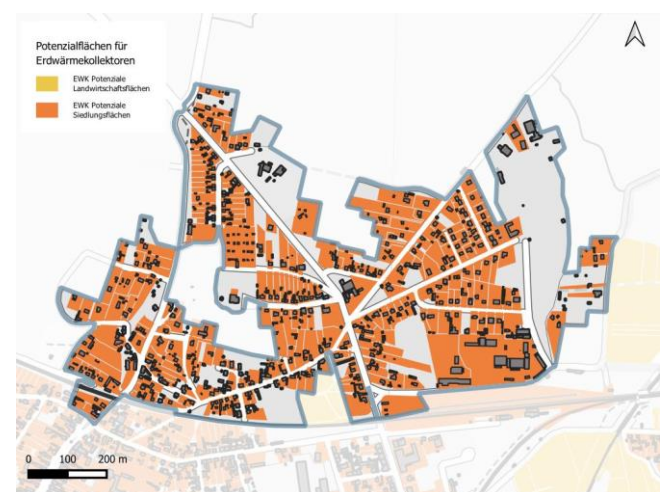 Potenzialflächen für
Erdwärmekollektoren
EWK Potenziale
Landwirtschaftsflächen
EWK Potenziale
Siedlungsflächen
0 100 200 m